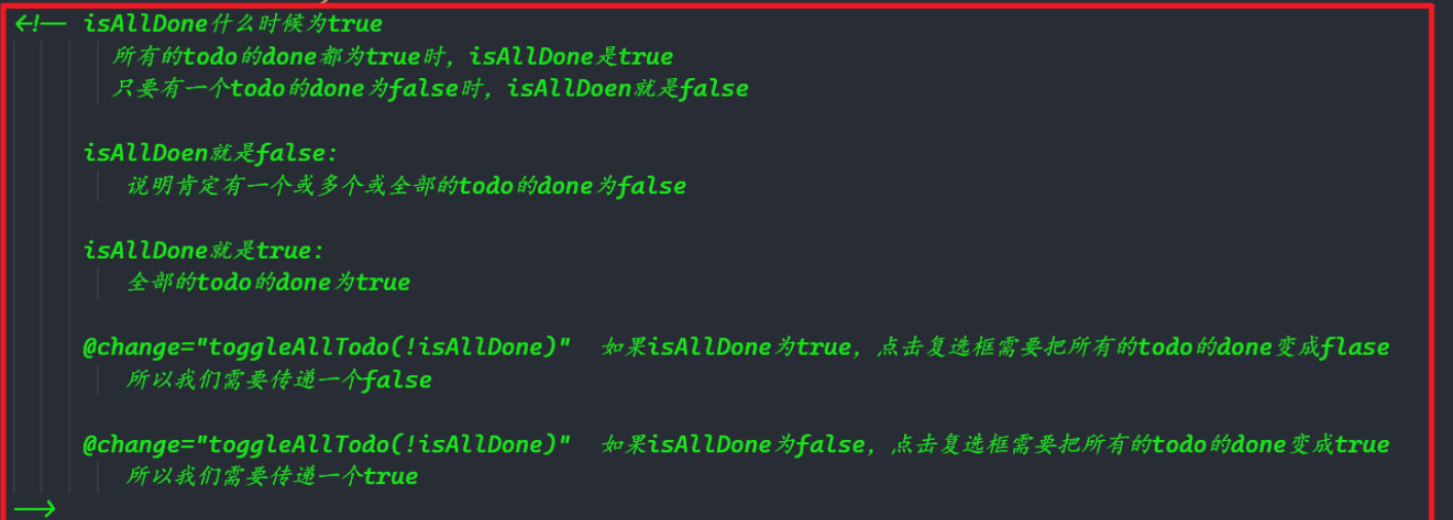 <!-- isAllDone什么时候为true
所有的todo的done都为true时，isAllDone是true
只要有一个todo的done为false时，isAllDoen就是false
isAllDoen就是false:
说明肯定有一个或多个或全部的todo的done为false
isAllDone就是true:
全部的todo的done为true
@change="toggleAllTodo(!isAllDone)"  如果isAllDone为true，点击复选框需要把所有的todo的done变成flase
所以我们需要传递一个false
@change="toggleAllTodo(!isAllDone)"  如果isAllDone为false，点击复选框需要把所有的todo的done变成true
所以我们需要传递一个true
-->